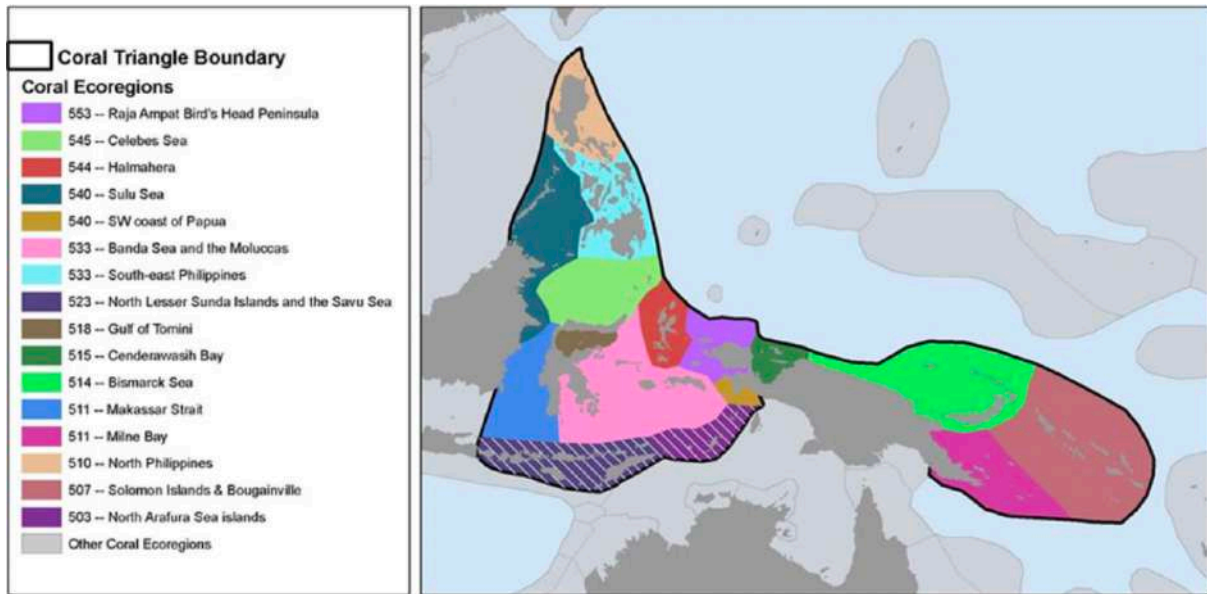 Coral Triangle Boundary
Coral Ecoregions
553 -- Raja Ampat Bird's Head Peninsula
545 -- Celebes Sea
544 -- Halmahera
540 -- Sulu Sea
540 -- SW coast of Papua
533 -- Banda Sea and the Moluccas
533 -- South-east Philippines
523 -- North Lesser Sunda Islands and the Savu Sea
518 -- Gulf of Tomini
515 -- Cenderawasih Bay
514 -- Bismarck Sea
511 -- Makassar Strait
511 -- Milne Bay
510 -- North Philippines
507 -- Solomon Islands & Bougainville
503 -- North Arafura Sea islands
Other Coral Ecoregions